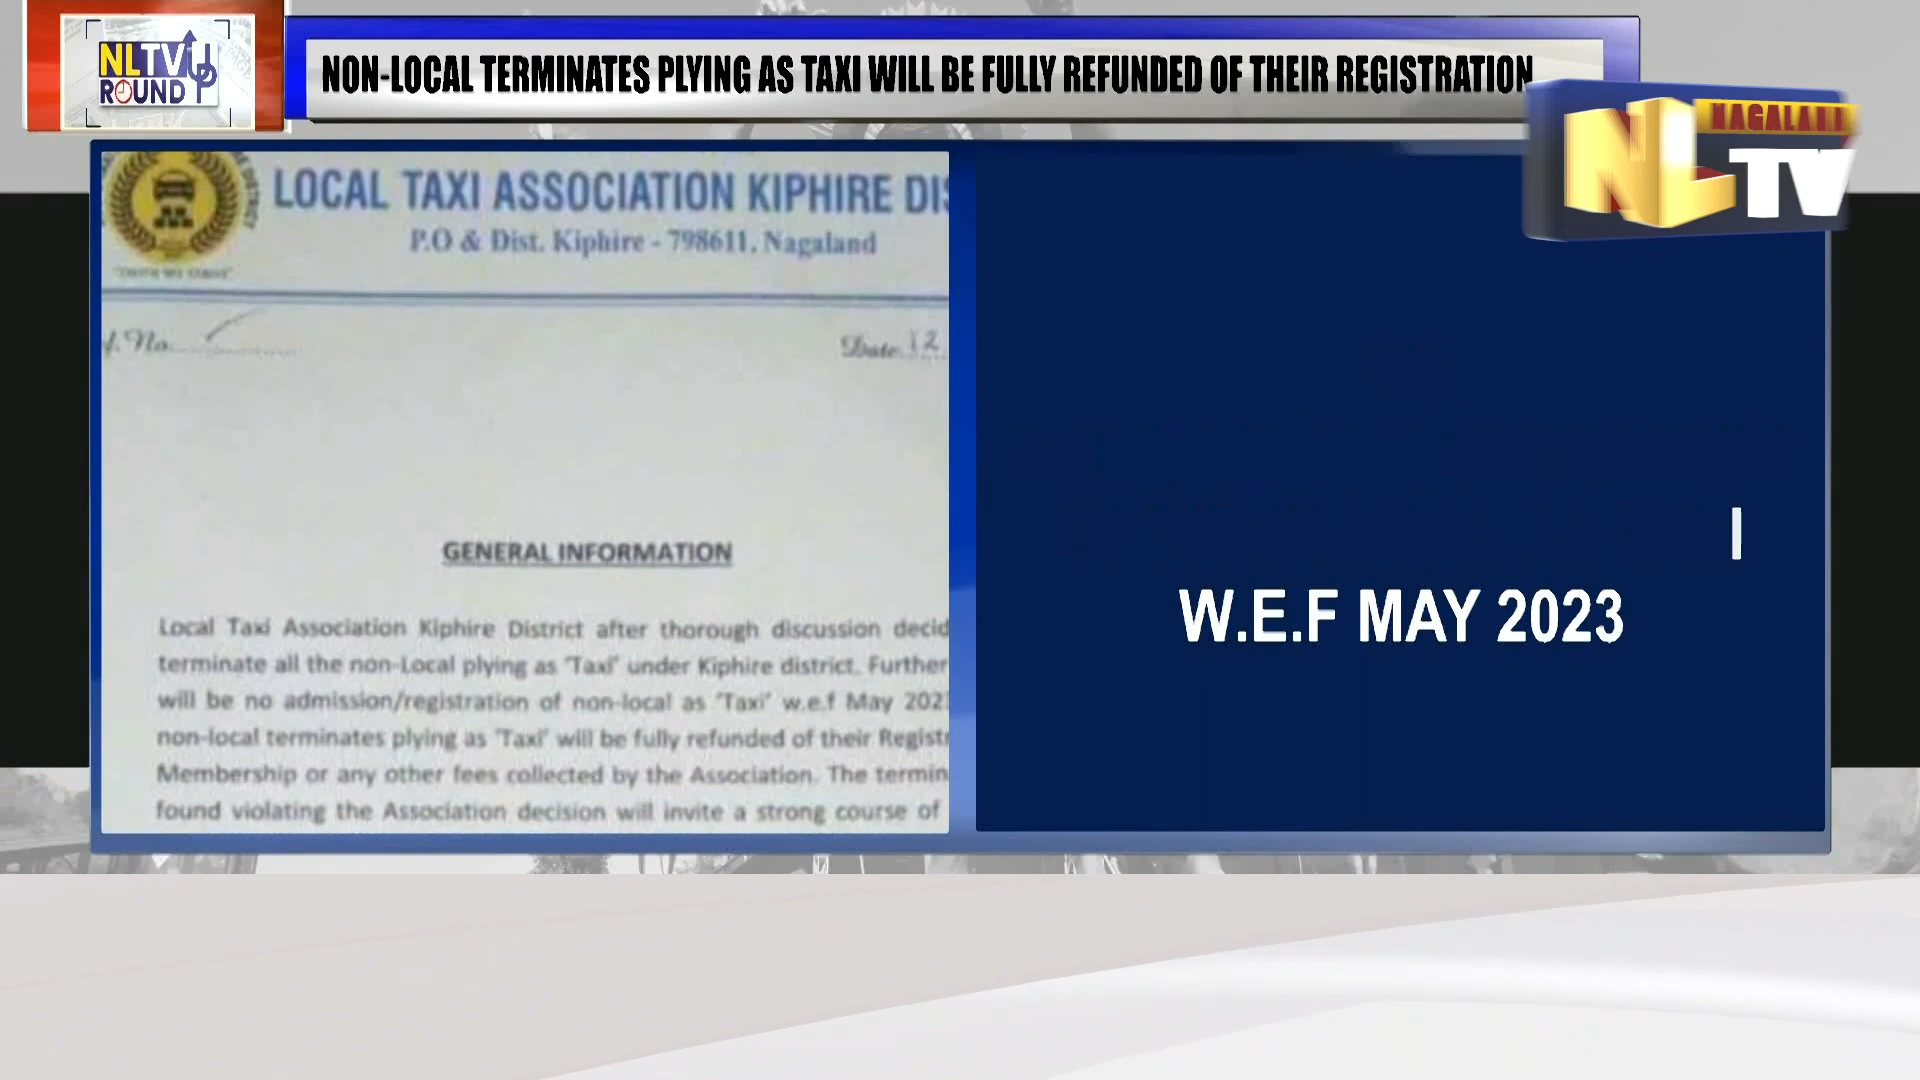 NLTV
ROUND UP
NON-LOCAL TERMINATES PLYING AS TAXI WILL BE FULLY REFUNDED OF THEIR REGISTRATION
NAGALAND
NL
TV
LOCAL TAXI ASSOCIATION KIPHIRE DIS
P.O & Dist. Kiphire - 798611, Nagaland
f. No.
Date 12
GENERAL INFORMATION
Local Taxi Association Kiphire District after thorough discussion decid
terminate all the non-Local plying as 'Taxi' under Kiphire district. Further
will be no admission/registration of non-local as 'Taxi' w.e.f May 2023
non-local terminates plying as 'Taxi' will be fully refunded of their Registr
Membership or any other fees collected by the Association. The termin
found violating the Association decision will invite a strong course of
I
W.E.F MAY 2023